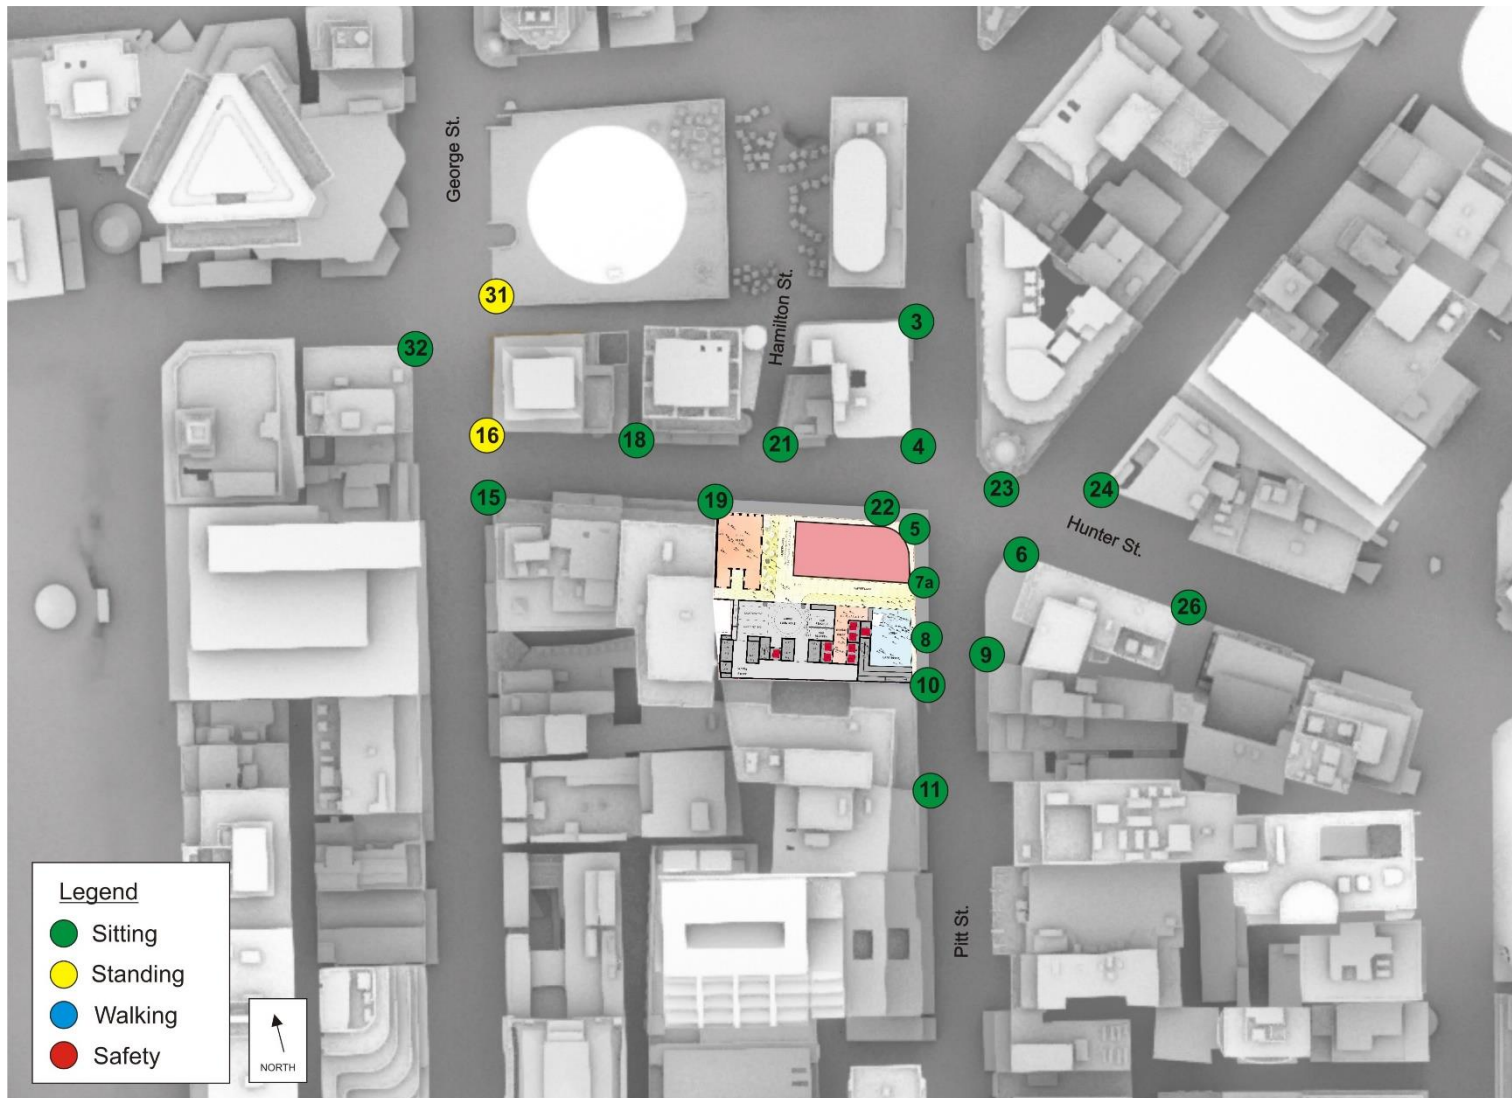 George St.
Hamilton St.
31
3
32
16
18
21
4
15
19
22
5
23
24
Hunter St.
6
7a
26
8
9
10
11
Pitt St.
Legend
Sitting
Standing
Walking
Safety
NORTH